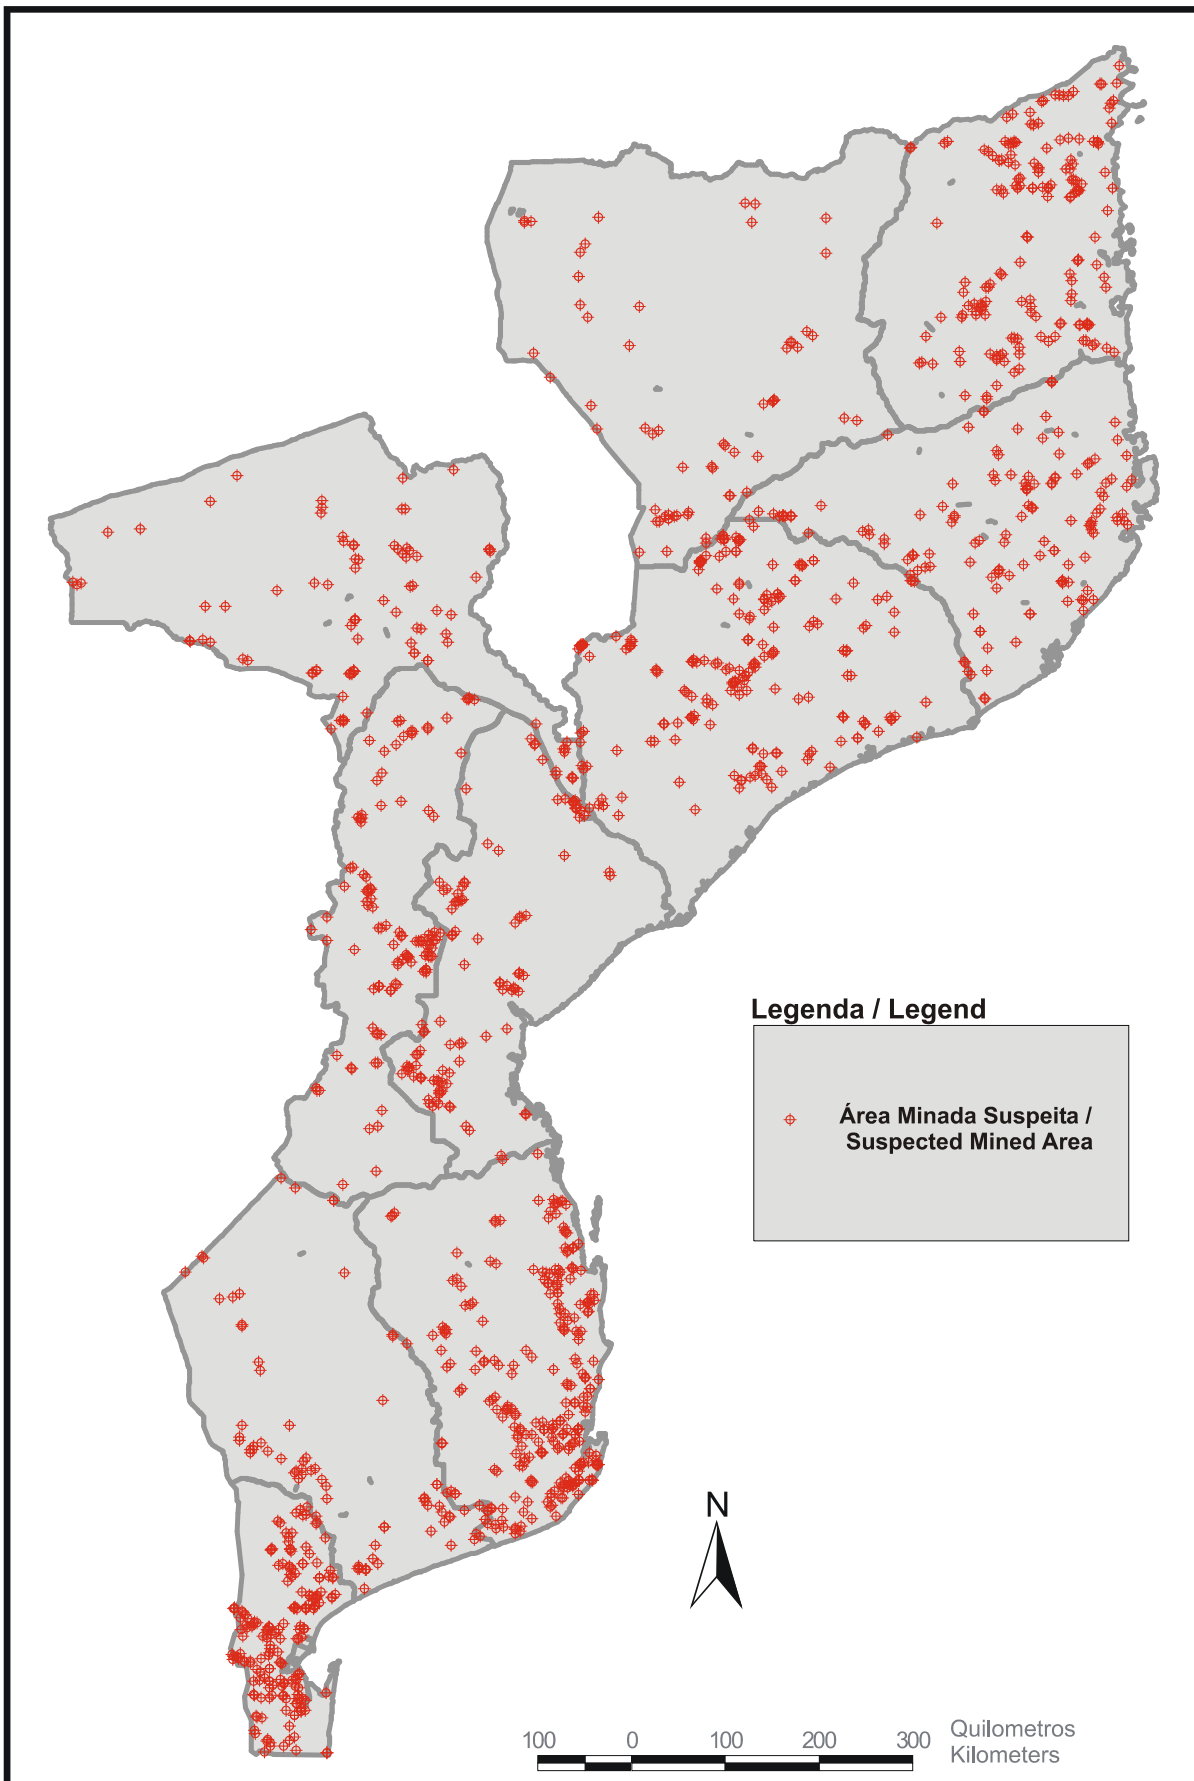 Legenda / Legend
Área Minada Suspeita /
Suspected Mined Area
N
100 0 100 200 300 Quilometros
Kilometers